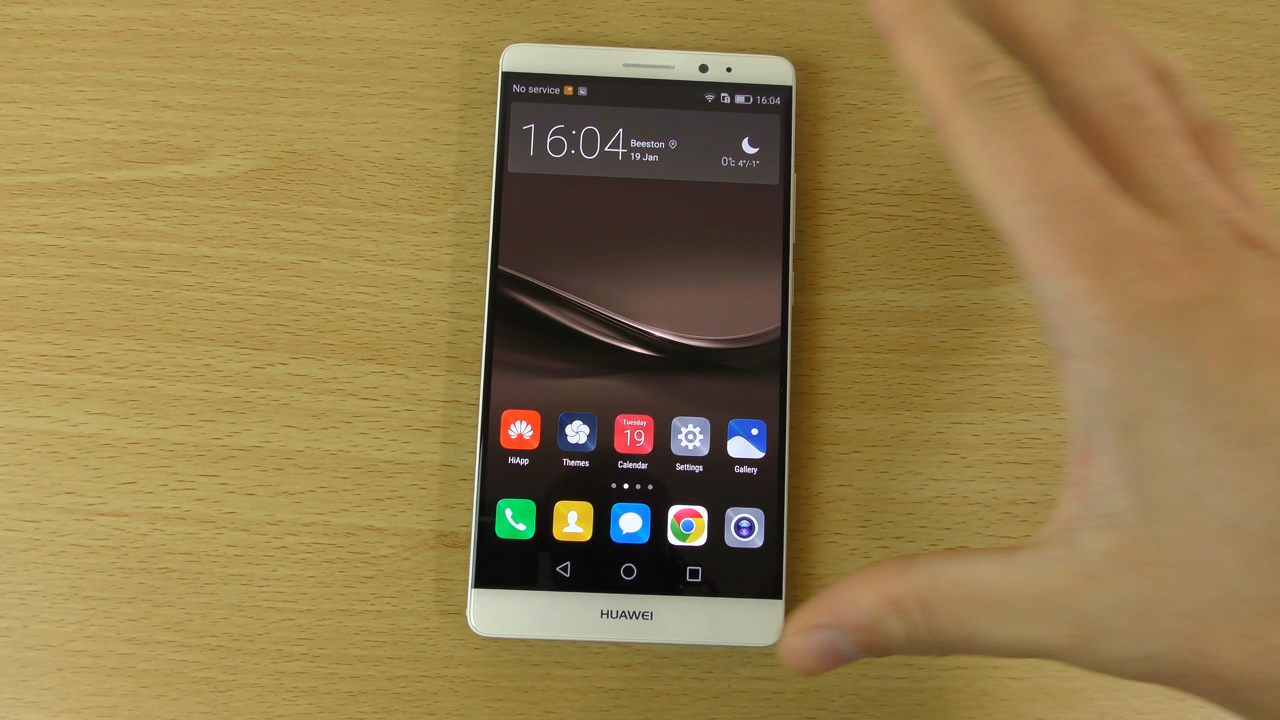 No service
16:04
16:04
Beeston
19 Jan
0°c 4°/-1°
Tuesday
19
HiApp
Themes
Calendar
Settings
Gallery
HUAWEI